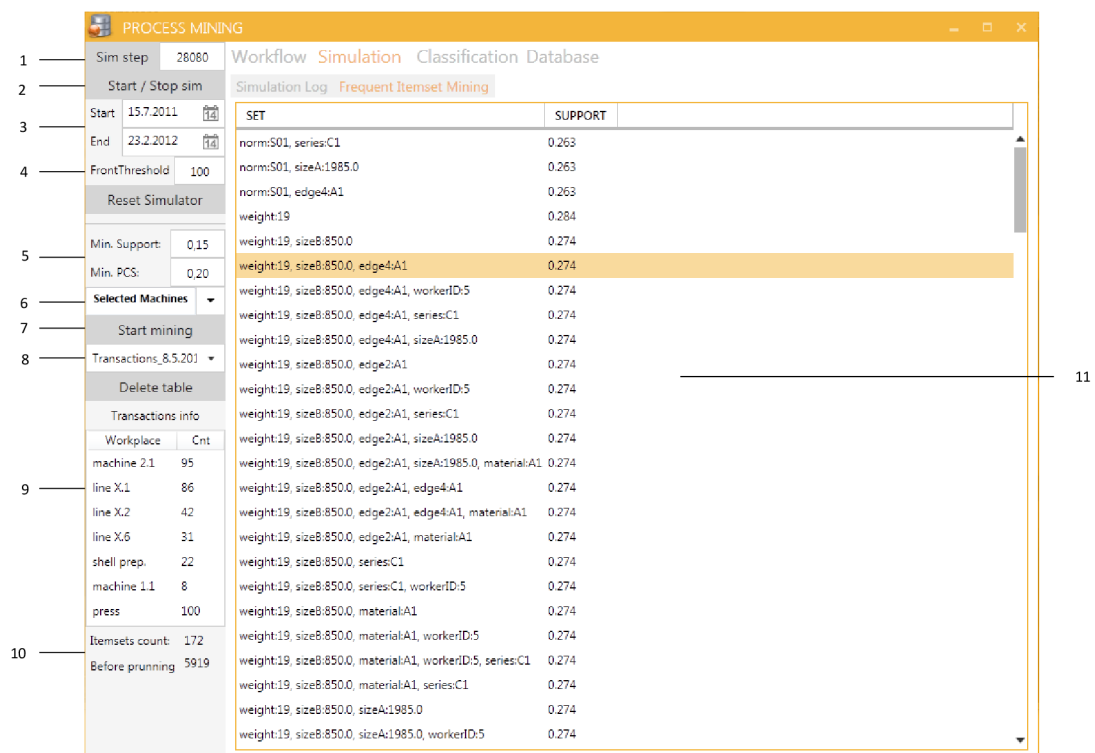 PROCESS MINING
1
Sim step 28080
Workflow Simulation Classification Database
2
Start / Stop sim
Simulation Log Frequent Itemset Mining
3
Start 15.7.2011 14
End 23.2.2012 14
4
FrontThreshold 100
Reset Simulator
5
Min. Support: 0,15
Min. PCS: 0,20
6
Selected Machines
7
Start mining
8
Transactions_8.5.201
Delete table
Transactions info
Workplace Cnt
9
machine 2.1 95
line X.1 86
line X.2 42
line X.6 31
shell prep. 22
machine 1.1 8
press 100
10
Itemsets count: 172
Before prunning 5919
SET SUPPORT
norm:S01, series:C1 0.263
norm:S01, sizeA:1985.0 0.263
norm:S01, edge4:A1 0.263
weight:19 0.284
weight:19, sizeB:850.0 0.274
weight:19, sizeB:850.0, edge4:A1 0.274
weight:19, sizeB:850.0, edge4:A1, workerID:5 0.274
weight:19, sizeB:850.0, edge4:A1, series:C1 0.274
weight:19, sizeB:850.0, edge4:A1, sizeA:1985.0 0.274
weight:19, sizeB:850.0, edge2:A1 0.274
weight:19, sizeB:850.0, edge2:A1, workerID:5 0.274
weight:19, sizeB:850.0, edge2:A1, series:C1 0.274
weight:19, sizeB:850.0, edge2:A1, sizeA:1985.0 0.274
weight:19, sizeB:850.0, edge2:A1, sizeA:1985.0, material:A1 0.274
weight:19, sizeB:850.0, edge2:A1, edge4:A1 0.274
weight:19, sizeB:850.0, edge2:A1, edge4:A1, material:A1 0.274
weight:19, sizeB:850.0, edge2:A1, material:A1 0.274
weight:19, sizeB:850.0, series:C1 0.274
weight:19, sizeB:850.0, series:C1, workerID:5 0.274
weight:19, sizeB:850.0, material:A1 0.274
weight:19, sizeB:850.0, material:A1, workerID:5 0.274
weight:19, sizeB:850.0, material:A1, workerID:5, series:C1 0.274
weight:19, sizeB:850.0, material:A1, series:C1 0.274
weight:19, sizeB:850.0, sizeA:1985.0 0.274
weight:19, sizeB:850.0, sizeA:1985.0, workerID:5 0.274
11